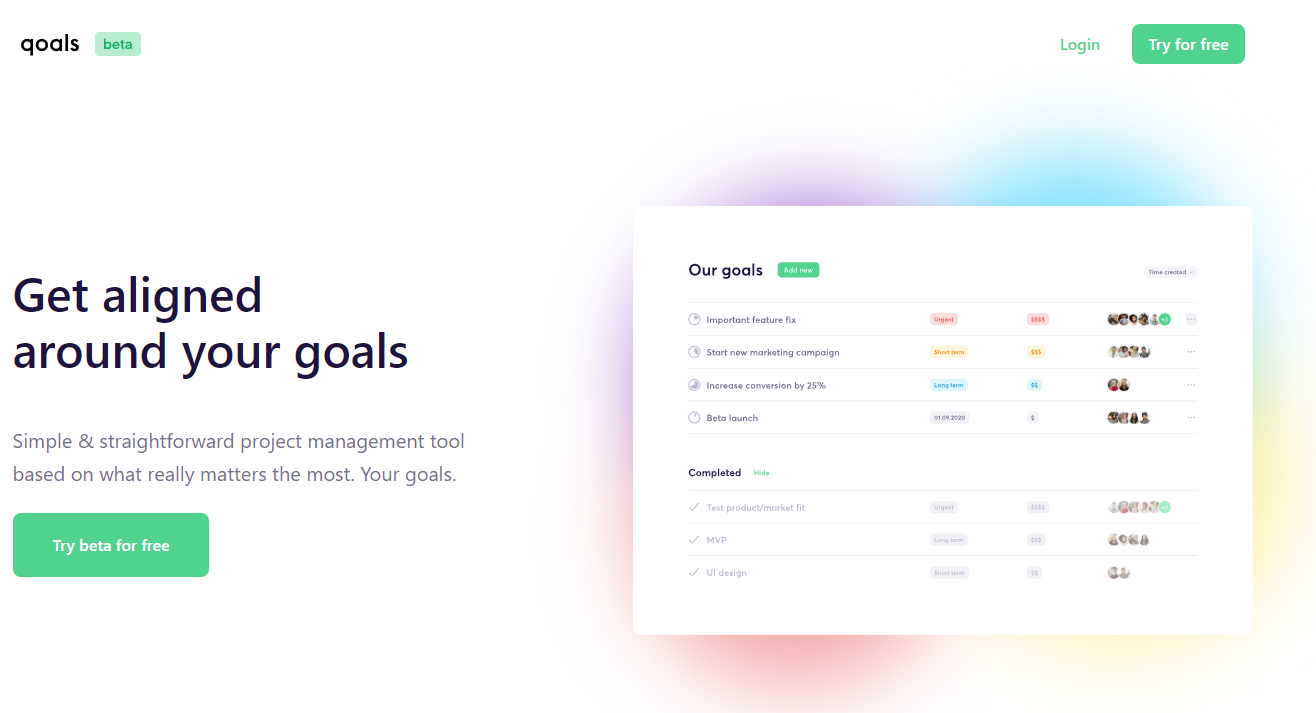 qoals beta
Login
Try for free
Get aligned
around your goals
Simple & straightforward project management tool
based on what really matters the most. Your goals.
Try beta for free
Our goals Add new Time created
Important feature fix Urgent $$$$ +3
Start new marketing campaign Short term $$$
Increase conversion by 25% Long term $$
Beta launch 01.09.2020 $
Completed Hide
Test product/market fit Urgent $$$$ +3
MVP Long term $$$
UI design Short term $$